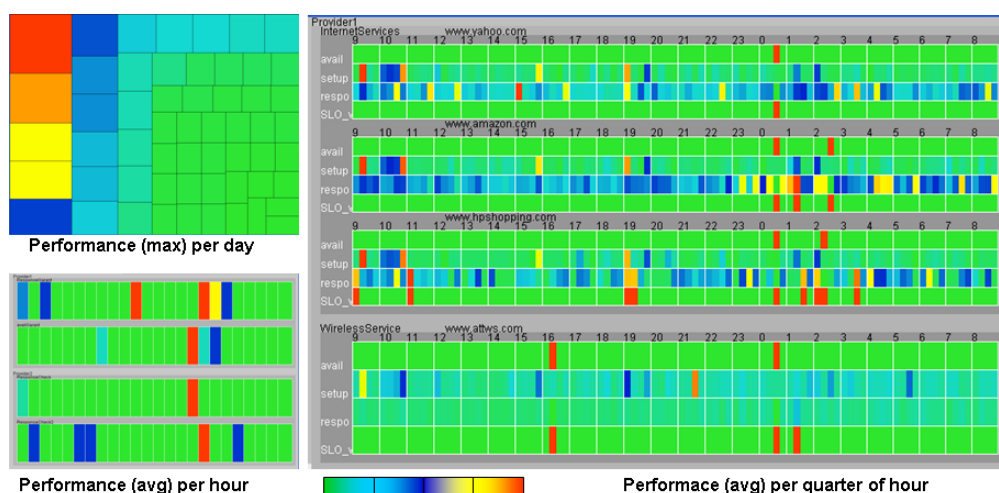 Provider1
InternetServices www.yahoo.com
9 10 11 12 13 14 15 16 17 18 19 20 21 22 23 0 1 2 3 4 5 6 7 8
avail
setup
respo
SLO_v
www.amazon.com
9 10 11 12 13 14 15 16 17 18 19 20 21 22 23 0 1 2 3 4 5 6 7 8
avail
setup
respo
SLO_v
www.hpshopping.com
9 10 11 12 13 14 15 16 17 18 19 20 21 22 23 0 1 2 3 4 5 6 7 8
avail
setup
respo
SLO_v
WirelessService www.attws.com
9 10 11 12 13 14 15 16 17 18 19 20 21 22 23 0 1 2 3 4 5 6 7 8
avail
setup
respo
SLO_v
Performance (max) per day
Provider1
Provider2
Performance (avg) per hour
Performace (avg) per quarter of hour